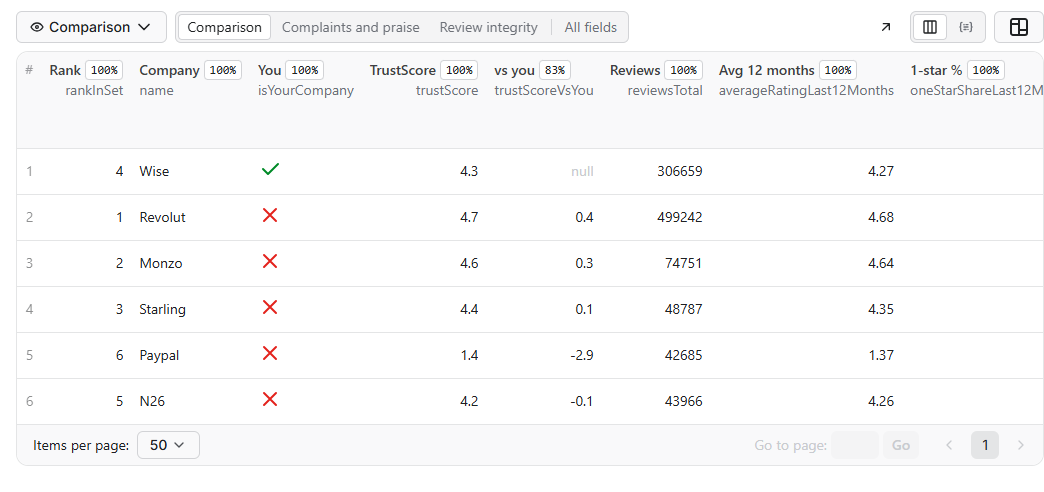 Comparison
Comparison Complaints and praise Review integrity All fields
# Rank 100% Company 100% You 100% TrustScore 100% vs you 83% Reviews 100% Avg 12 months 100% 1-star % 100%
rankInSet name isYourCompany trustScore trustScoreVsYou reviewsTotal averageRatingLast12Months oneStarShareLast12M
1 4 Wise 4.3 null 306659 4.27
2 1 Revolut 4.7 0.4 499242 4.68
3 2 Monzo 4.6 0.3 74751 4.64
4 3 Starling 4.4 0.1 48787 4.35
5 6 Paypal 1.4 -2.9 42685 1.37
6 5 N26 4.2 -0.1 43966 4.26
Items per page: 50 Go to page: Go 1